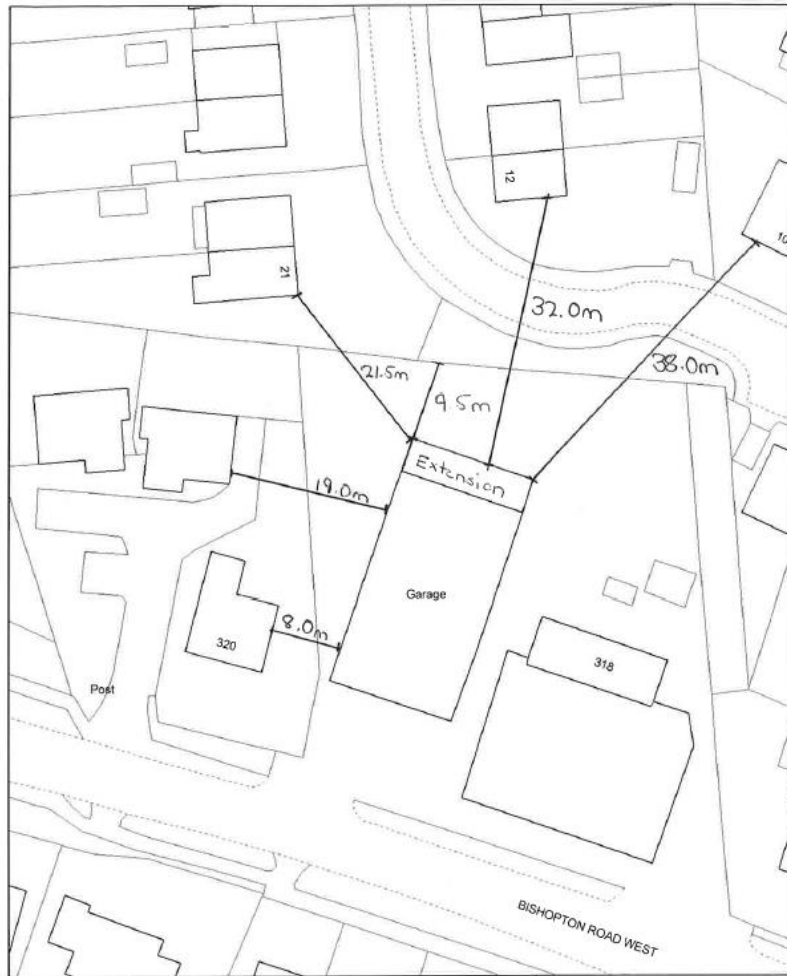 12
10
21
32.0m
38.0m
21.5m
9.5m
Extension
19.0m
Garage
8.0m
320
318
Post
BISHOPTON ROAD WEST